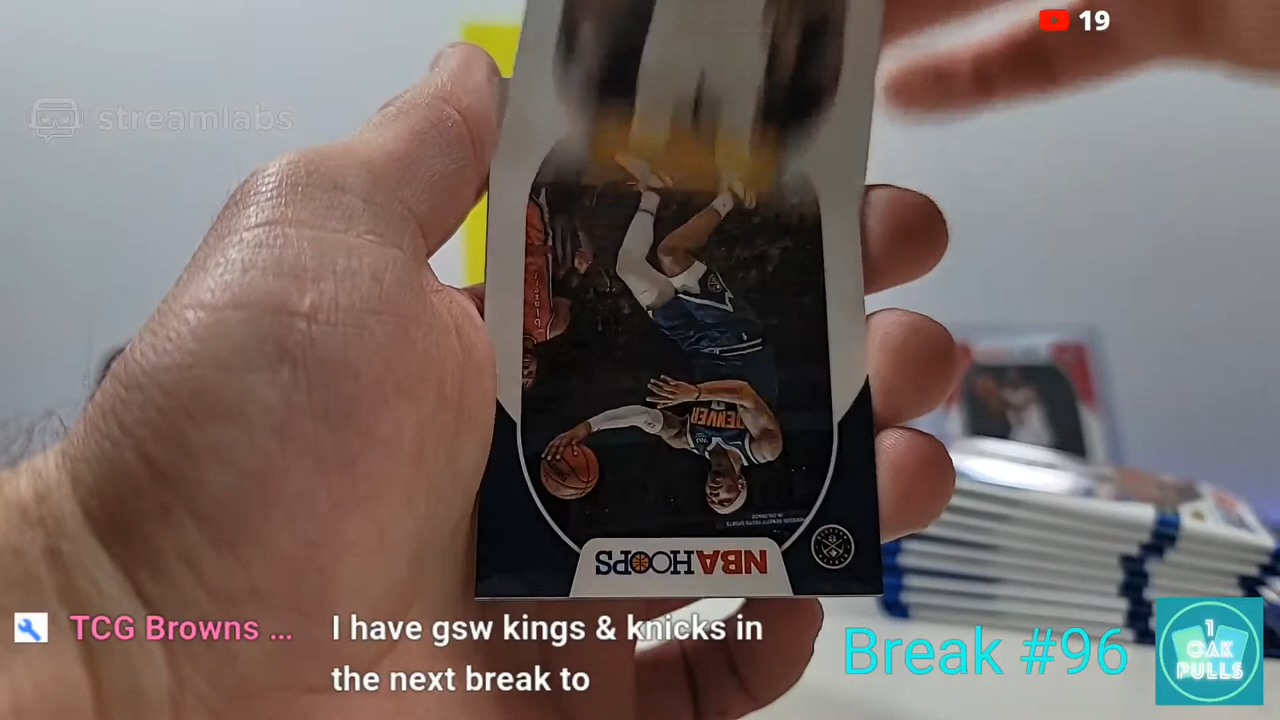 19
streamlabs
DENVER
NBA HOOPS
TCG Browns ...
I have gsw kings & knicks in
the next break to
Break #96
1
OAK
PULLS